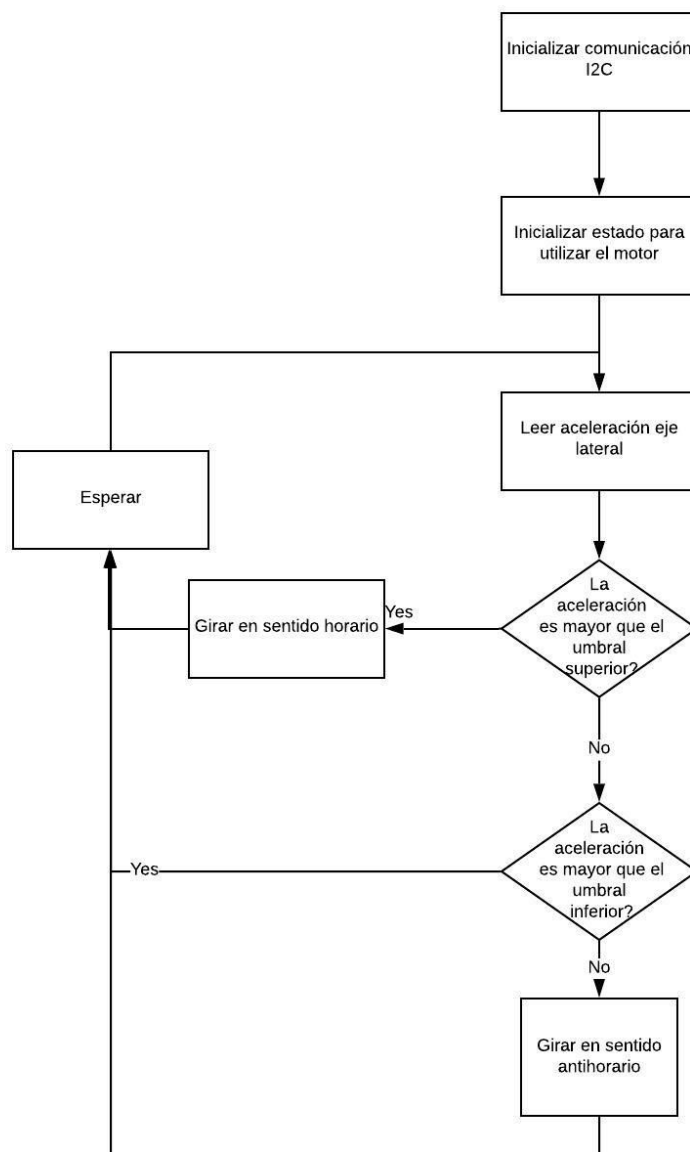 Inicializar comunicación
I2C
Inicializar estado para
utilizar el motor
Leer aceleración eje
lateral
Esperar
La
aceleración
es mayor que el
umbral
superior?
Yes
Girar en sentido horario
No
La
aceleración
es mayor que el
umbral
inferior?
Yes
No
Girar en sentido
antihorario